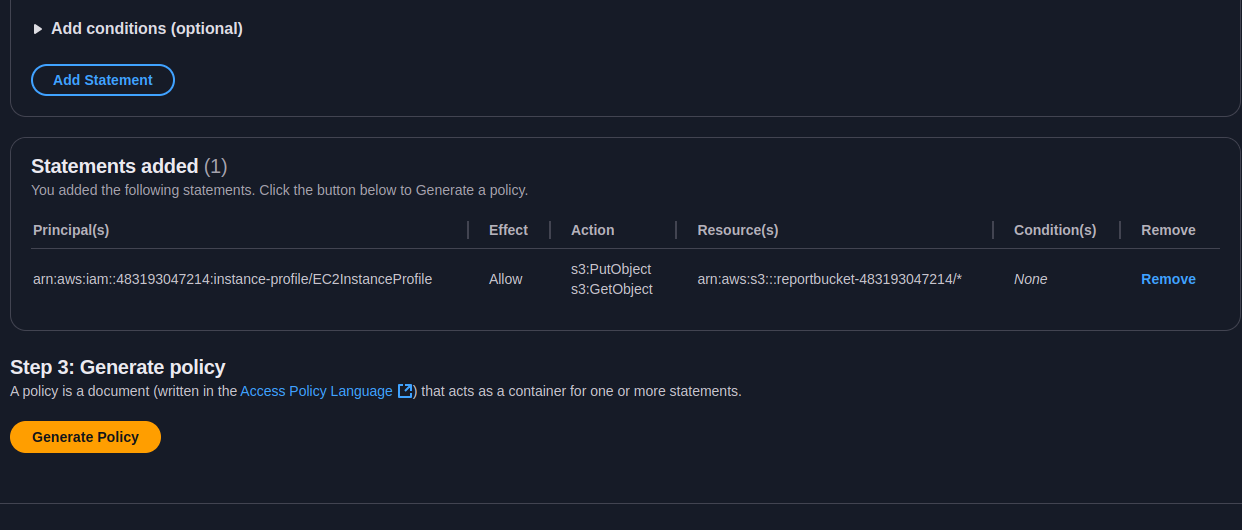 Add conditions (optional)
Add Statement
Statements added (1)
You added the following statements. Click the button below to Generate a policy.
Principal(s) Effect Action Resource(s) Condition(s) Remove
arn:aws:iam::483193047214:instance-profile/EC2InstanceProfile Allow s3:PutObject arn:aws:s3:::reportbucket-483193047214/* None Remove
s3:GetObject
Step 3: Generate policy
A policy is a document (written in the Access Policy Language ) that acts as a container for one or more statements.
Generate Policy